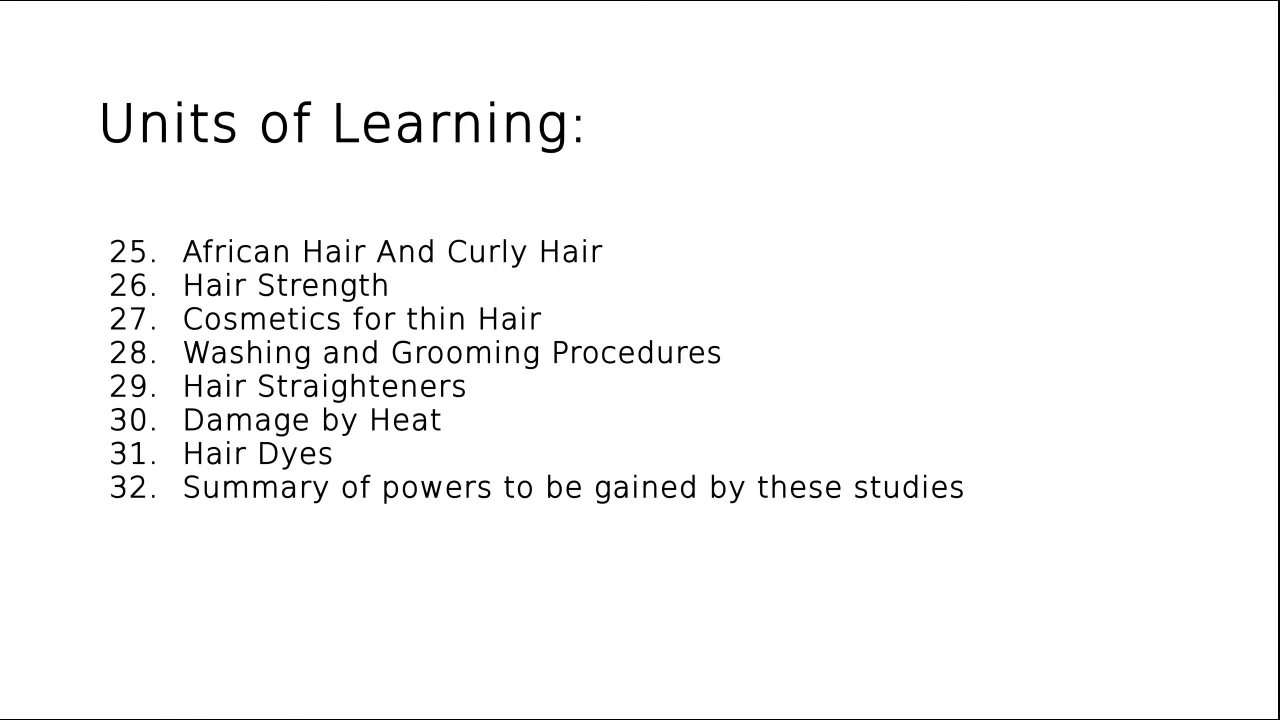 Units of Learning:
25. African Hair And Curly Hair
26. Hair Strength
27. Cosmetics for thin Hair
28. Washing and Grooming Procedures
29. Hair Straighteners
30. Damage by Heat
31. Hair Dyes
32. Summary of powers to be gained by these studies